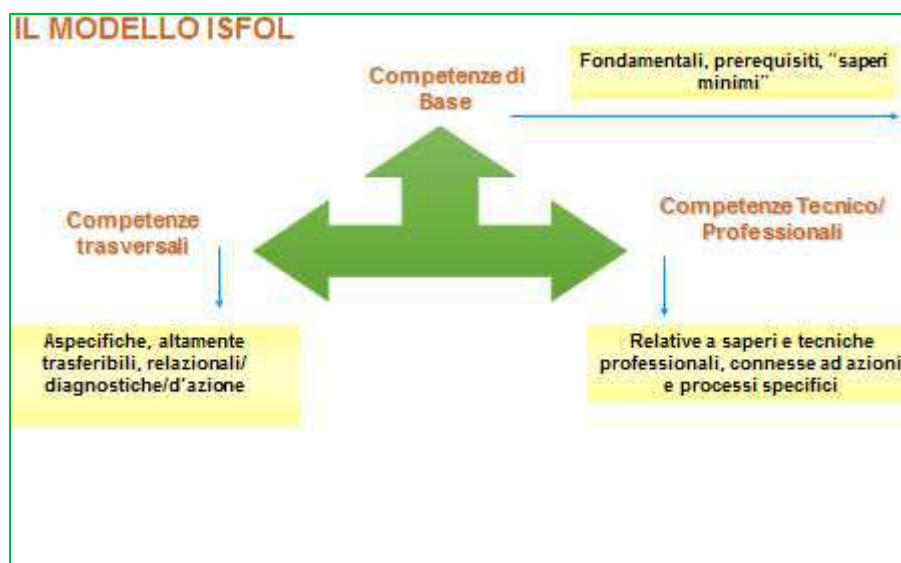 IL MODELLO ISFOL
Competenze di
Base
Fondamentali, prerequisiti, “saperi
minimi”
Competenze
trasversali
Competenze Tecnico/
Professionali
Aspecifiche, altamente
trasferibili, relazionali/
diagnostiche/d’azione
Relative a saperi e tecniche
professionali, connesse ad azioni
e processi specifici